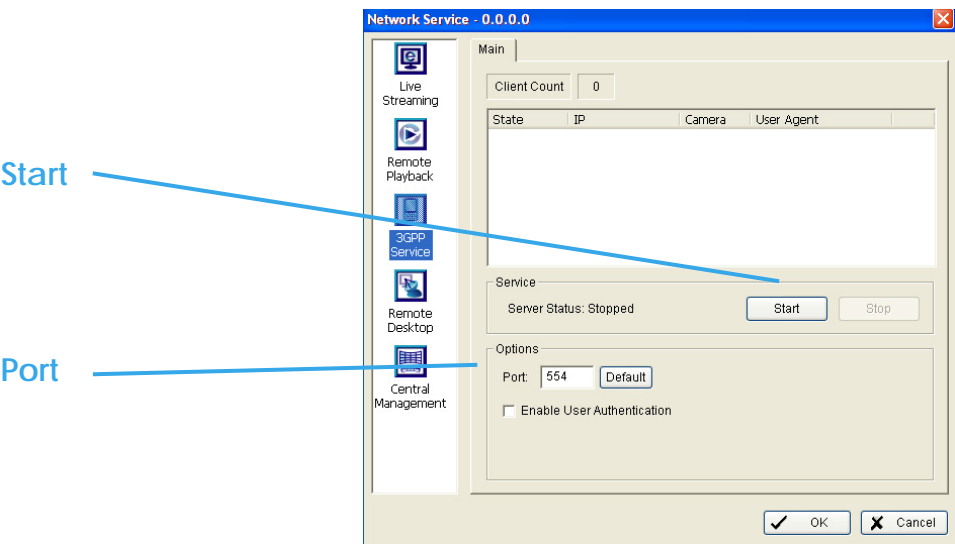 Network Service - 0.0.0.0
Live
Streaming
Remote
Playback
3GPP
Service
Remote
Desktop
Central
Management
Main
Client Count 0
State IP Camera User Agent
Service
Server Status: Stopped Start Stop
Options
Port: 554 Default
Enable User Authentication
OK Cancel
Start
Port